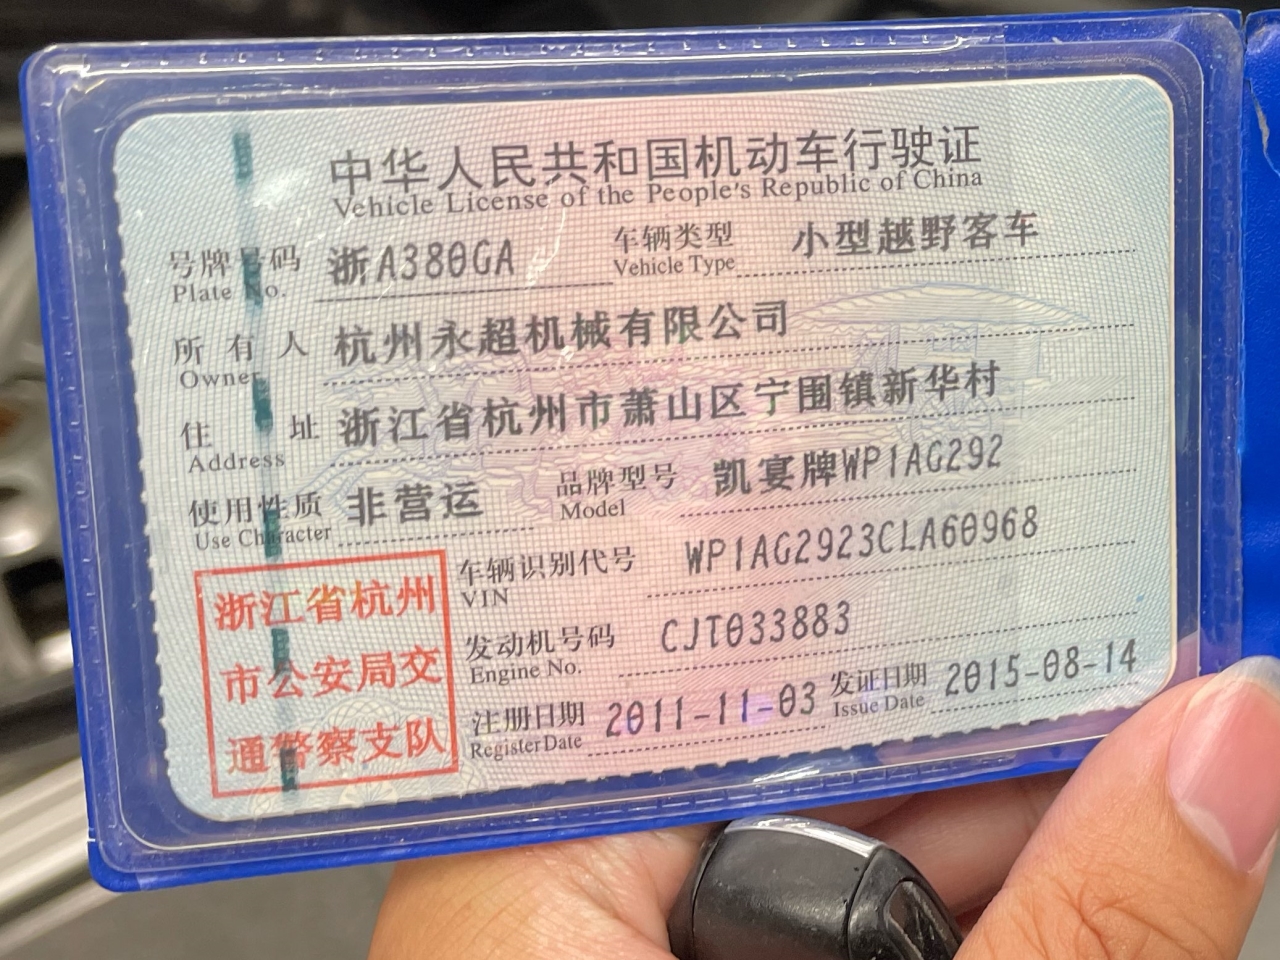 中华人民共和国机动车行驶证
Vehicle License of the People's Republic of China
号牌号码 浙A380GA 车辆类型 小型越野客车
Plate No. Vehicle Type
所有人 杭州永超机械有限公司
Owner
住址 浙江省杭州市萧山区宁围镇新华村
Address
使用性质 非营运 品牌型号 凯宴牌WP1AG292
Use Character Model
车辆识别代号 WP1AG2923CLA60968
VIN
发动机号码 CJT033883
Engine No.
注册日期 2011-11-03 发证日期 2015-08-14
Register Date Issue Date
浙江省杭州
市公安局交
通警察支队